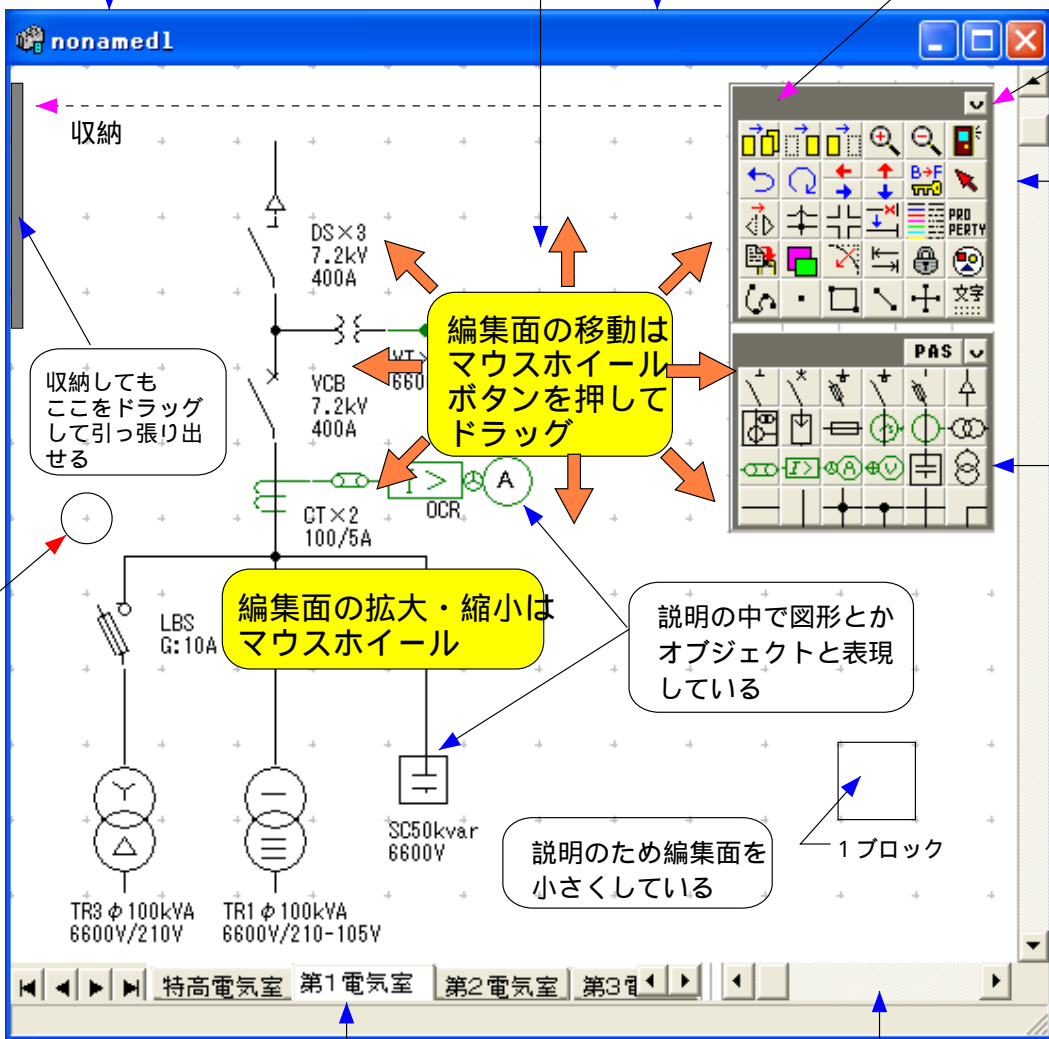 nonamed1
収納
B→F
PRO
PERTY
文字
PAS
DS×3
7.2kV
400A
編集面の移動は
マウスホイール
ボタンを押して
ドラッグ
収納しても
ここをドラッグ
して引っ張り出
せる
VCB
7.2kV
400A
I >
A
OCR
CT×2
100/5A
編集面の拡大・縮小は
マウスホイール
LBS
G:10A
説明の中で図形とか
オブジェクトと表現
している
SC50kvar
6600V
説明のため編集面を
小さくしている
1ブロック
TR3φ100kVA
6600V/210V
TR1φ100kVA
6600V/210-105V
特高電気室 第1電気室 第2電気室 第3